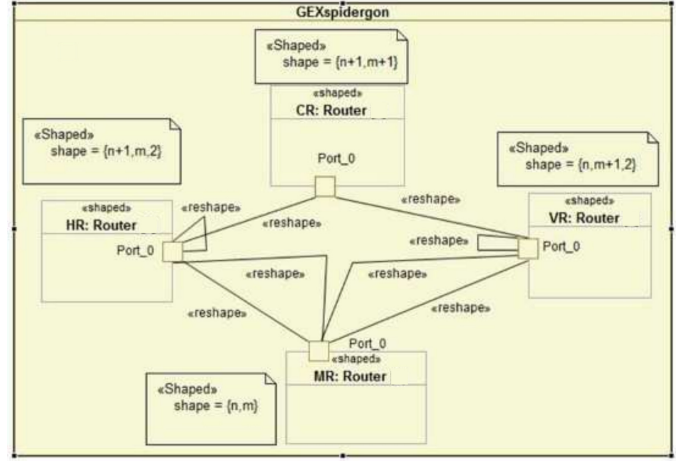 GEXspidergon
«Shaped»
shape = {n+1,m+1}
«shaped»
CR: Router
Port_0
«Shaped»
shape = {n+1,m,2}
«Shaped»
shape = {n,m+1,2}
«shaped»
HR: Router
Port_0
«reshape»
«reshape»
«reshape»
«reshape»
«shaped»
VR: Router
Port_0
«reshape»
«reshape»
«reshape»
«reshape»
Port_0
«shaped»
MR: Router
«Shaped»
shape = {n,m}